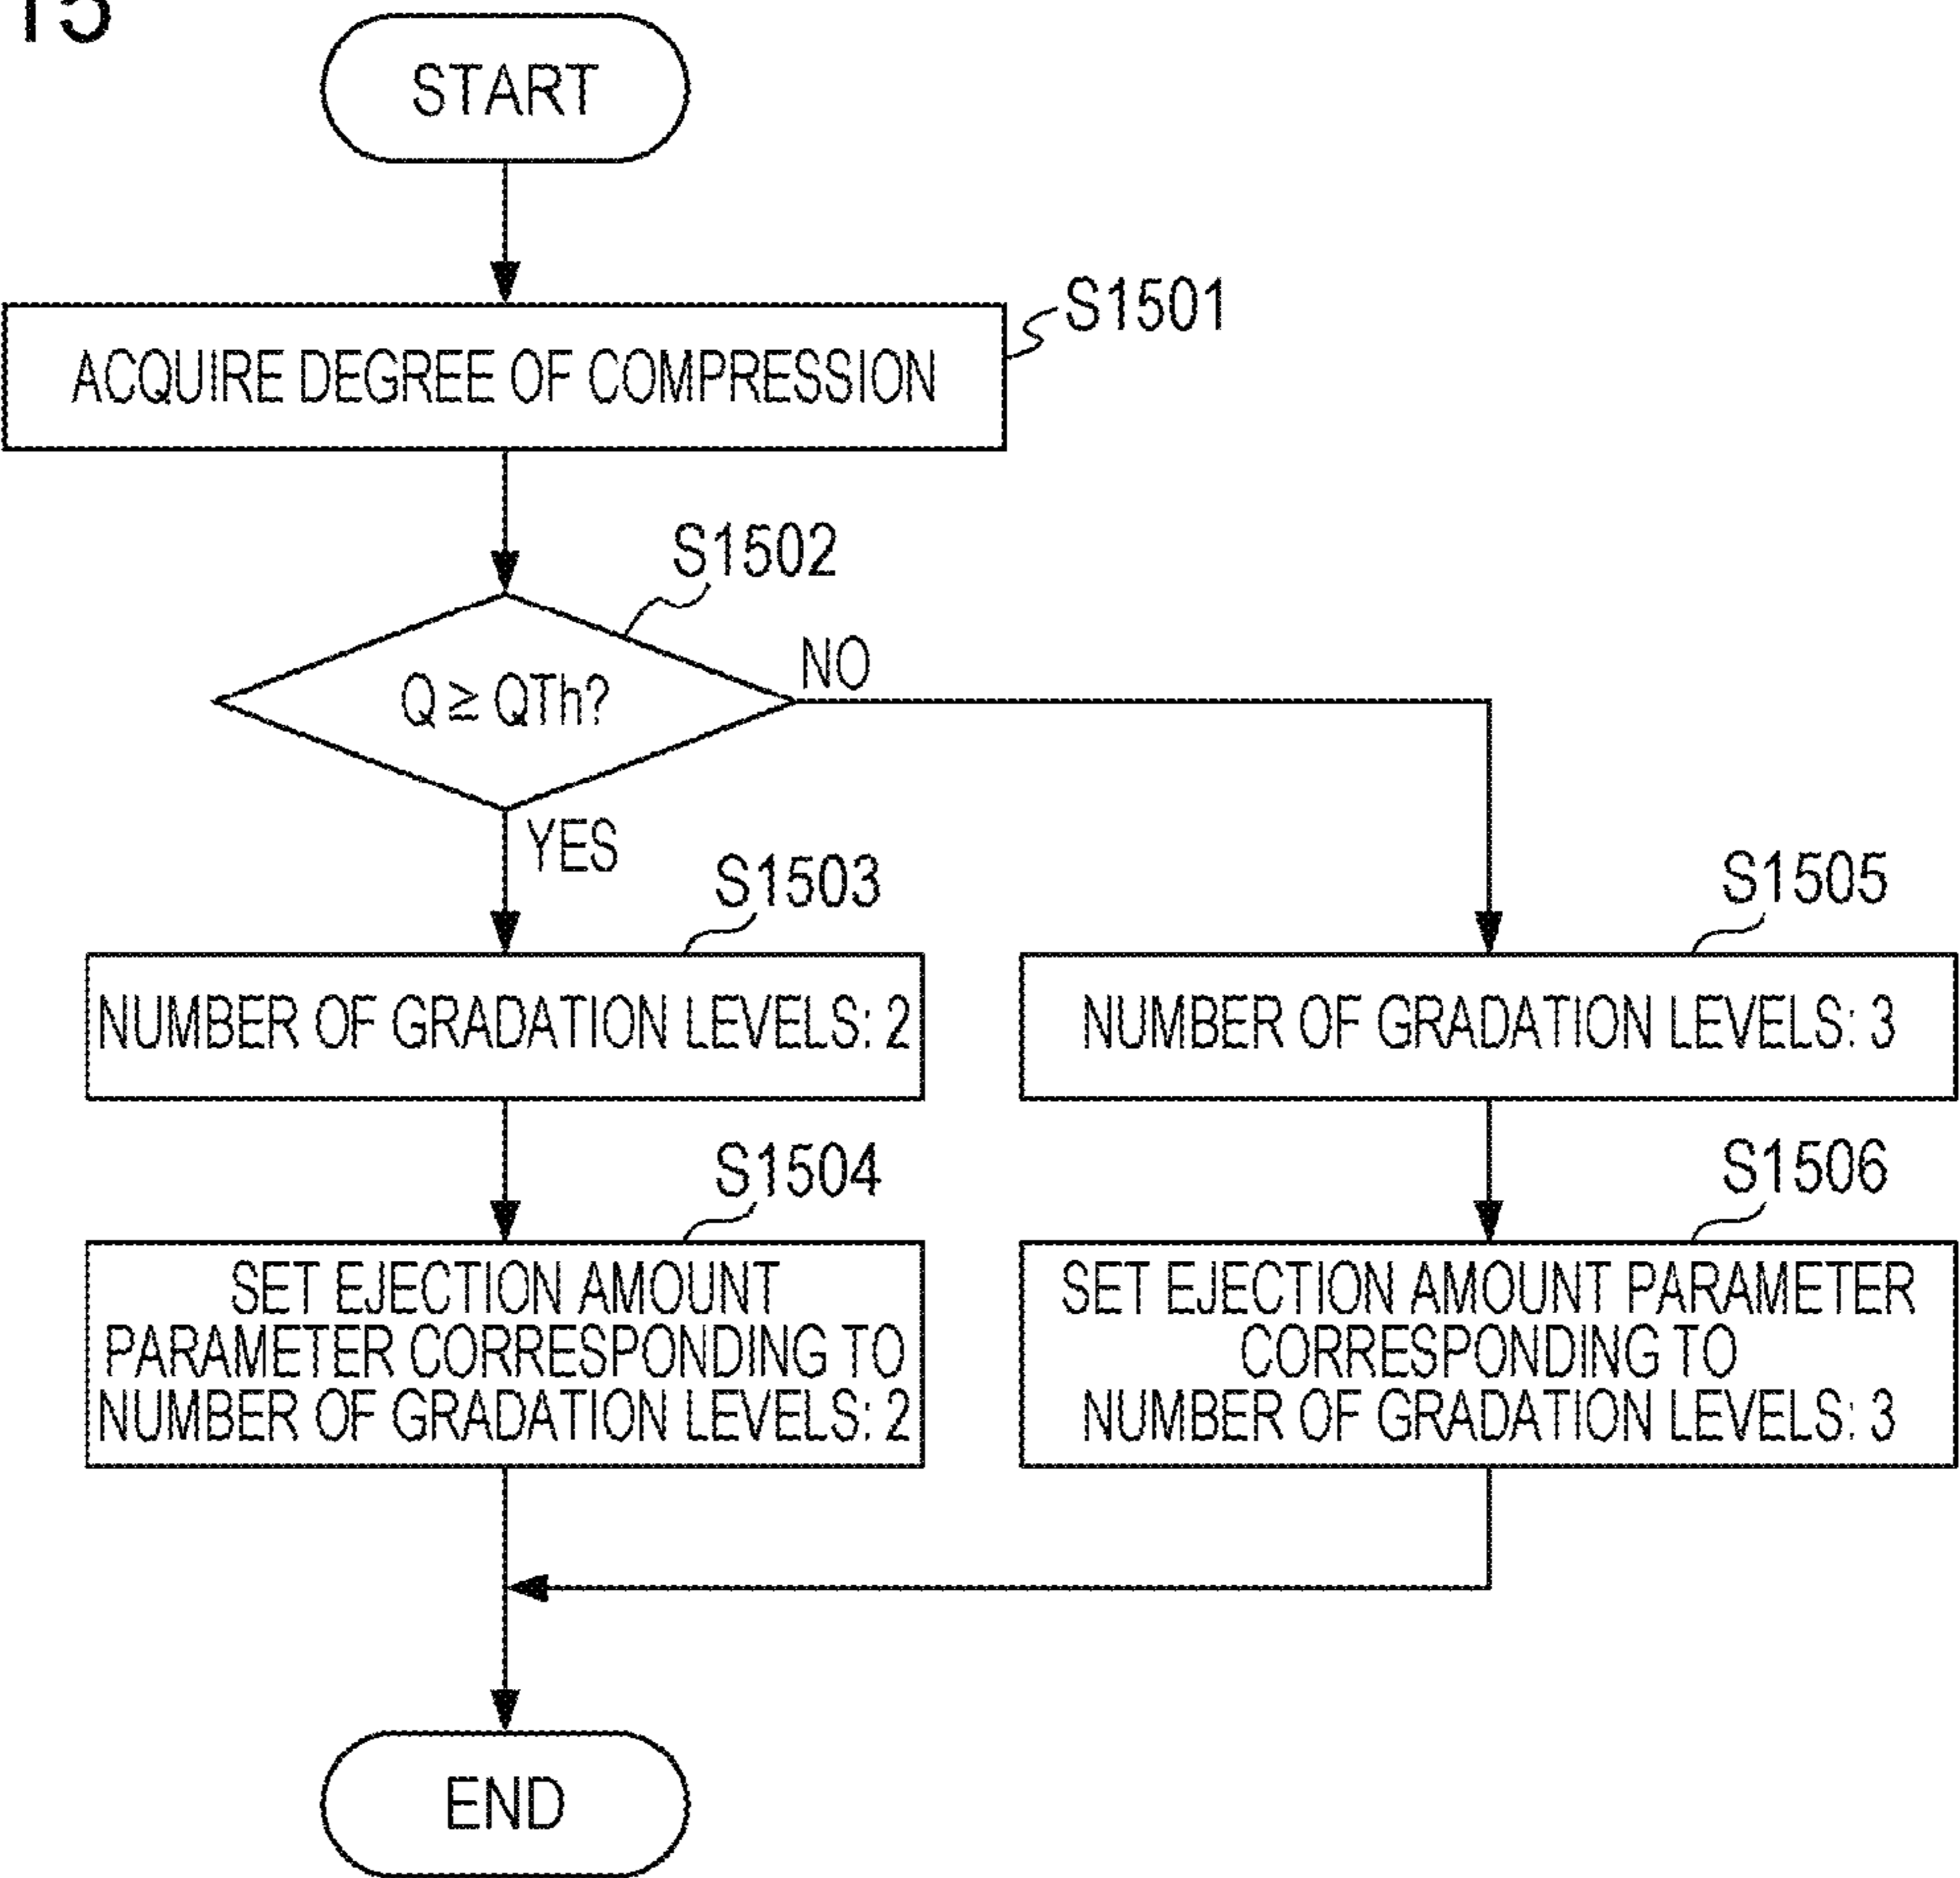 15
START
S1501
ACQUIRE DEGREE OF COMPRESSION
S1502
Q ≧ QTh?
NO
YES
S1503
NUMBER OF GRADATION LEVELS: 2
S1505
NUMBER OF GRADATION LEVELS: 3
S1504
SET EJECTION AMOUNT
PARAMETER CORRESPONDING TO
NUMBER OF GRADATION LEVELS: 2
S1506
SET EJECTION AMOUNT PARAMETER
CORRESPONDING TO
NUMBER OF GRADATION LEVELS: 3
END